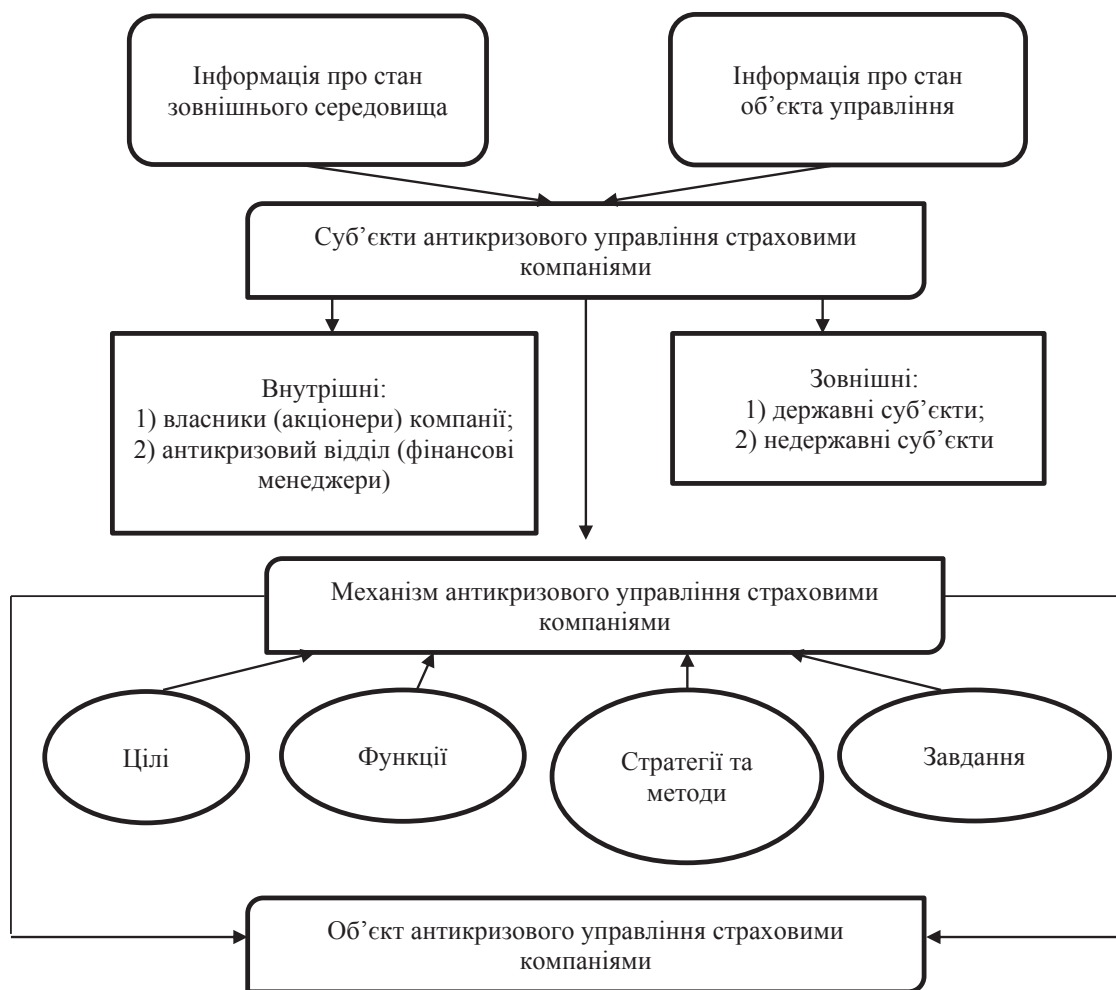 Інформація про стан
зовнішнього середовища
Інформація про стан
об’єкта управління
Суб’єкти антикризового управління страховими
компаніями
Внутрішні:
1) власники (акціонери) компанії;
2) антикризовий відділ (фінансові
менеджери)
Зовнішні:
1) державні суб’єкти;
2) недержавні суб’єкти
Механізм антикризового управління страховими
компаніями
Цілі
Функції
Стратегії та
методи
Завдання
Об’єкт антикризового управління страховими
компаніями